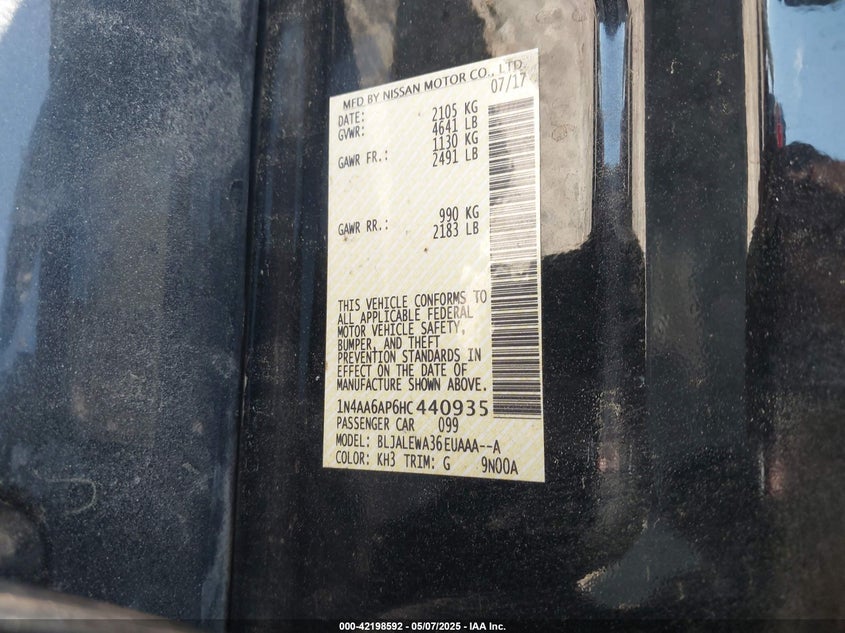 MFD BY NISSAN MOTOR CO., LTD.
DATE: 07/17
GVWR: 2105 KG
4641 LB
GAWR FR.: 1130 KG
2491 LB
GAWR RR.: 990 KG
2183 LB
THIS VEHICLE CONFORMS TO
ALL APPLICABLE FEDERAL
MOTOR VEHICLE SAFETY,
BUMPER, AND THEFT
PREVENTION STANDARDS IN
EFFECT ON THE DATE OF
MANUFACTURE SHOWN ABOVE.
1N4AA6AP6HC440935
PASSENGER CAR 099
MODEL: BLJALEWA36EUAAA--A
COLOR: KH3 TRIM: G 9N00A
000-42198592 - 05/07/2025 - IAA Inc.